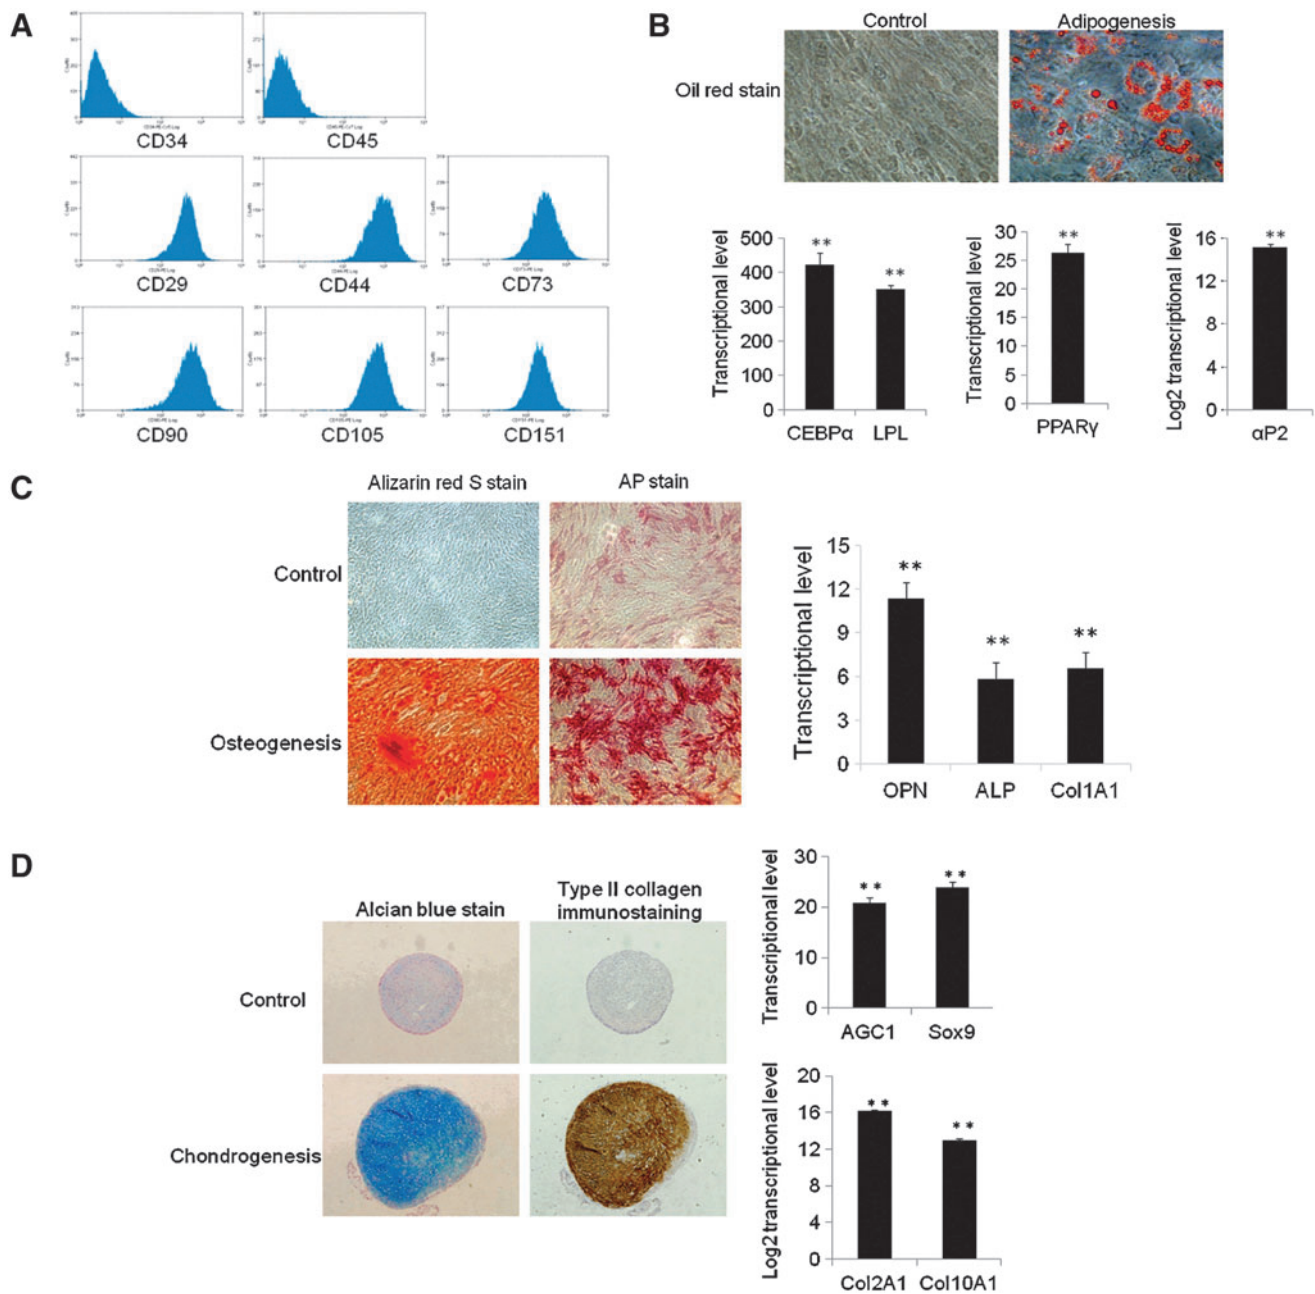 A
CD34
CD45
CD29
CD44
CD73
CD90
CD105
CD151
B
Control
Adipogenesis
Oil red stain
Transcriptional level
500
400
300
200
100
0
**
**
CEBPα
LPL
Transcriptional level
30
25
20
15
10
5
0
**
PPARγ
Log2 transcriptional level
16
12
8
4
0
**
αP2
C
Alizarin red S stain
AP stain
Control
Osteogenesis
Transcriptional level
15
12
9
6
3
0
**
**
**
OPN
ALP
Col1A1
D
Alcian blue stain
Type II collagen
immunostaining
Control
Chondrogenesis
Transcriptional level
30
20
10
0
**
**
AGC1
Sox9
Log2 transcriptional level
20
16
12
8
4
0
**
**
Col2A1
Col10A1